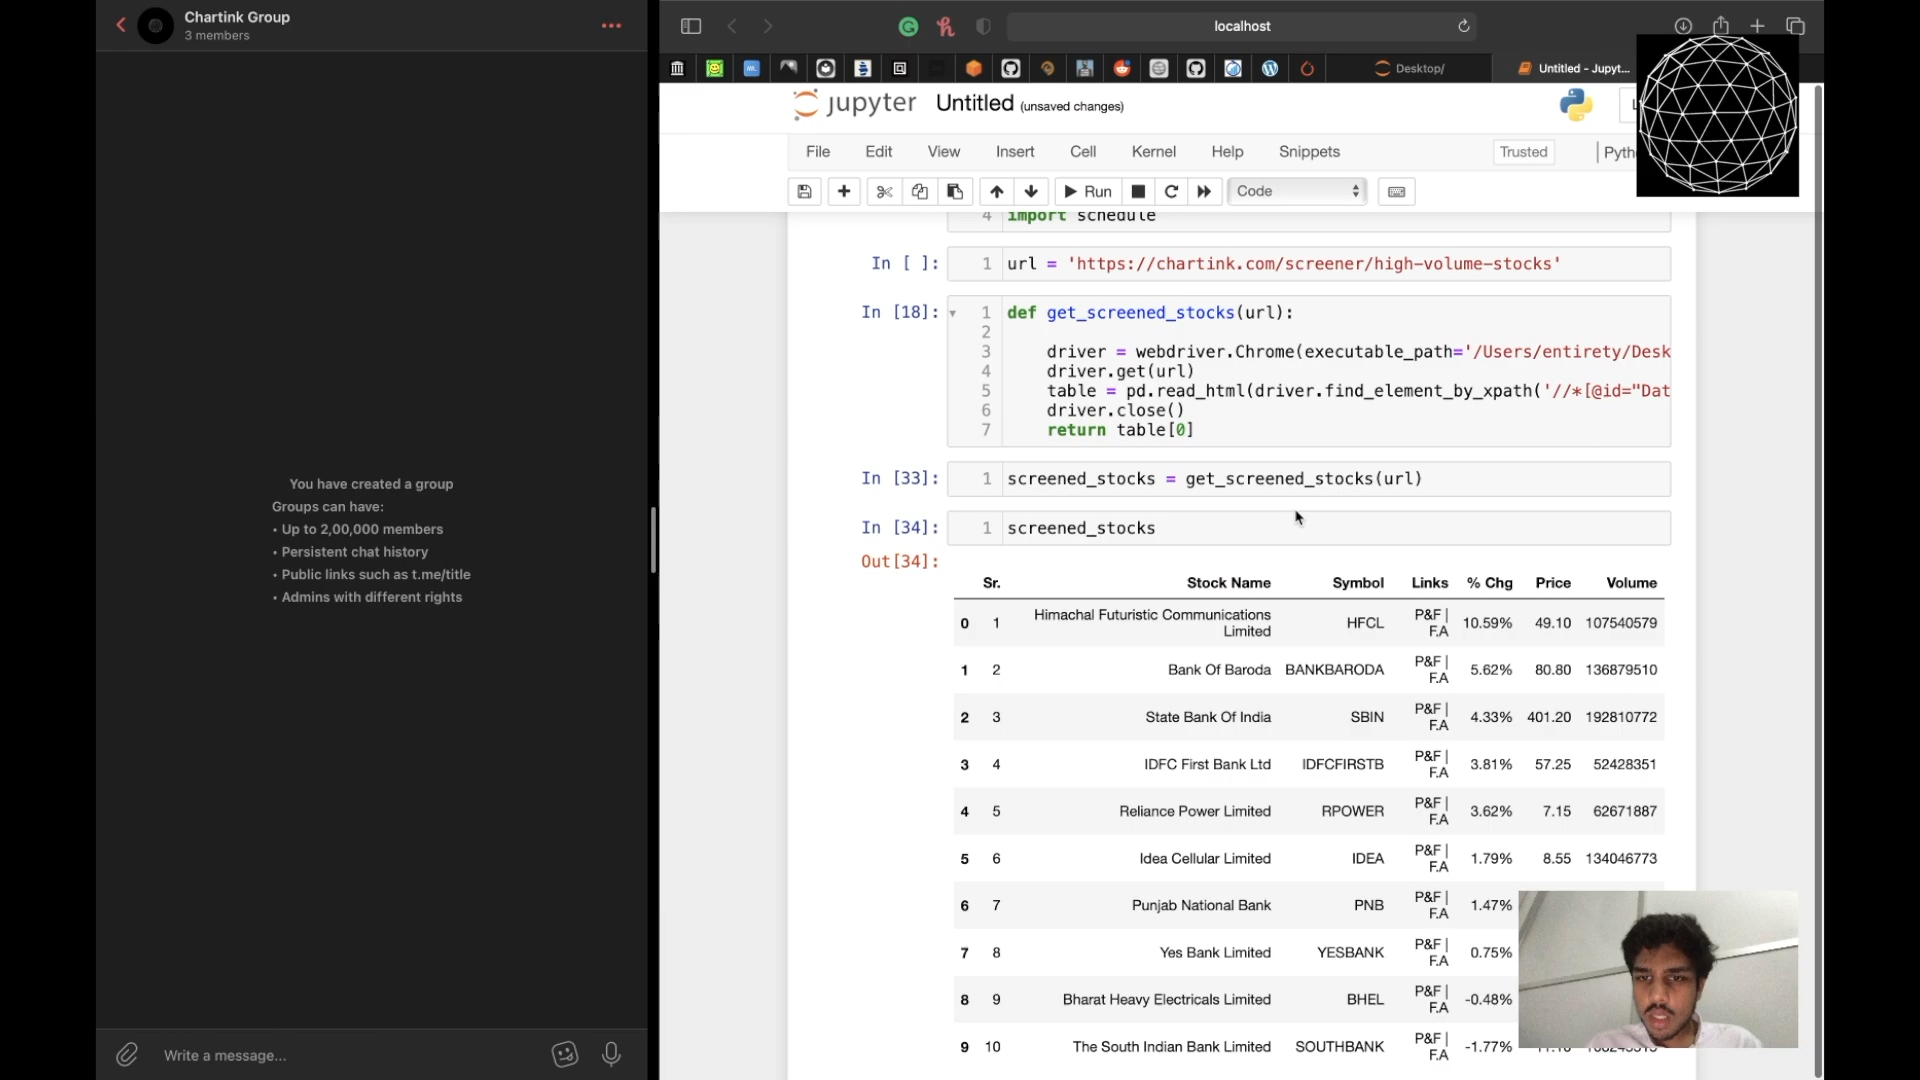 Chartink Group
3 members
You have created a group
Groups can have:
• Up to 2,00,000 members
• Persistent chat history
• Public links such as t.me/title
• Admins with different rights
Write a message...
localhost
Desktop/
Untitled - Jupyt...
jupyter Untitled (unsaved changes)
File Edit View Insert Cell Kernel Help Snippets
Trusted
Run
Code
4 import schedule
In [ ]: 1 url = 'https://chartink.com/screener/high-volume-stocks'
In [18]: 1 def get_screened_stocks(url):
2
3 driver = webdriver.Chrome(executable_path='/Users/entirety/Desk
4 driver.get(url)
5 table = pd.read_html(driver.find_element_by_xpath('//*[@id="Dat
6 driver.close()
7 return table[0]
In [33]: 1 screened_stocks = get_screened_stocks(url)
In [34]: 1 screened_stocks
Out[34]:
Sr. Stock Name Symbol Links % Chg Price Volume
0 1 Himachal Futuristic Communications Limited HFCL P&F | F.A 10.59% 49.10 107540579
1 2 Bank Of Baroda BANKBARODA P&F | F.A 5.62% 80.80 136879510
2 3 State Bank Of India SBIN P&F | F.A 4.33% 401.20 192810772
3 4 IDFC First Bank Ltd IDFCFIRSTB P&F | F.A 3.81% 57.25 52428351
4 5 Reliance Power Limited RPOWER P&F | F.A 3.62% 7.15 62671887
5 6 Idea Cellular Limited IDEA P&F | F.A 1.79% 8.55 134046773
6 7 Punjab National Bank PNB P&F | F.A 1.47%
7 8 Yes Bank Limited YESBANK P&F | F.A 0.75%
8 9 Bharat Heavy Electricals Limited BHEL P&F | F.A -0.48%
9 10 The South Indian Bank Limited SOUTHBANK P&F | F.A -1.77%